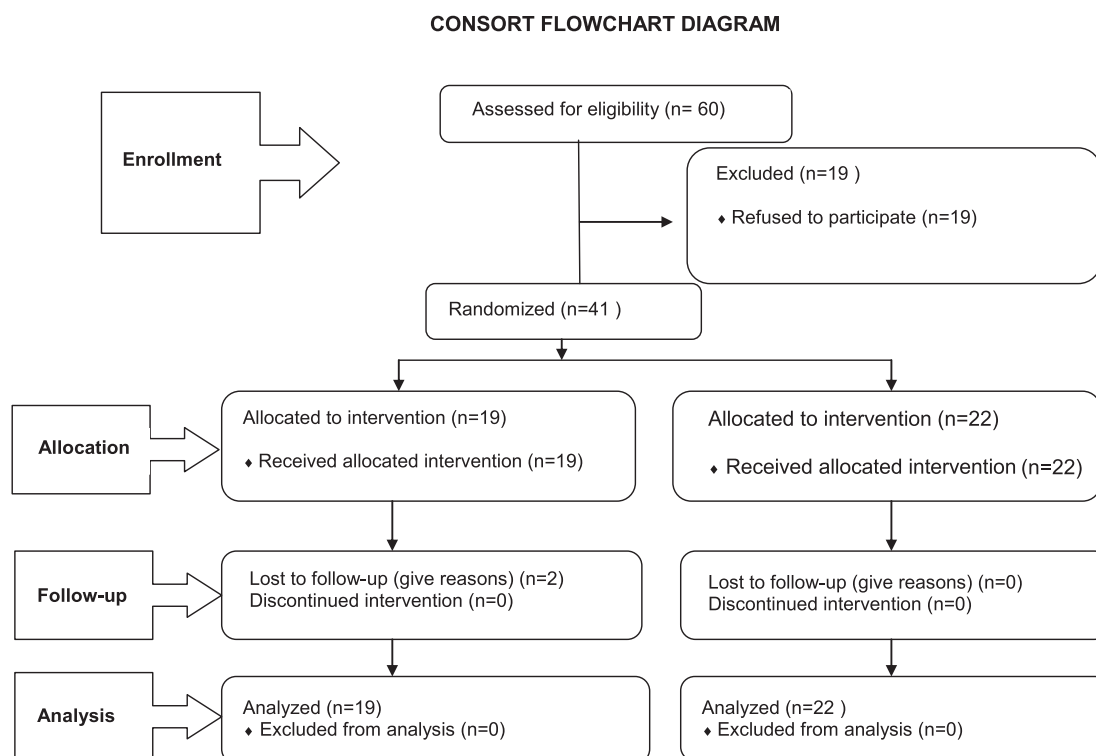 CONSORT FLOWCHART DIAGRAM
Enrollment
Assessed for eligibility (n= 60)
Excluded (n=19 )
♦ Refused to participate (n=19)
Randomized (n=41 )
Allocation
Allocated to intervention (n=19)
♦ Received allocated intervention (n=19)
Allocated to intervention (n=22)
♦ Received allocated intervention (n=22)
Follow-up
Lost to follow-up (give reasons) (n=2)
Discontinued intervention (n=0)
Lost to follow-up (give reasons) (n=0)
Discontinued intervention (n=0)
Analysis
Analyzed (n=19)
♦ Excluded from analysis (n=0)
Analyzed (n=22 )
♦ Excluded from analysis (n=0)